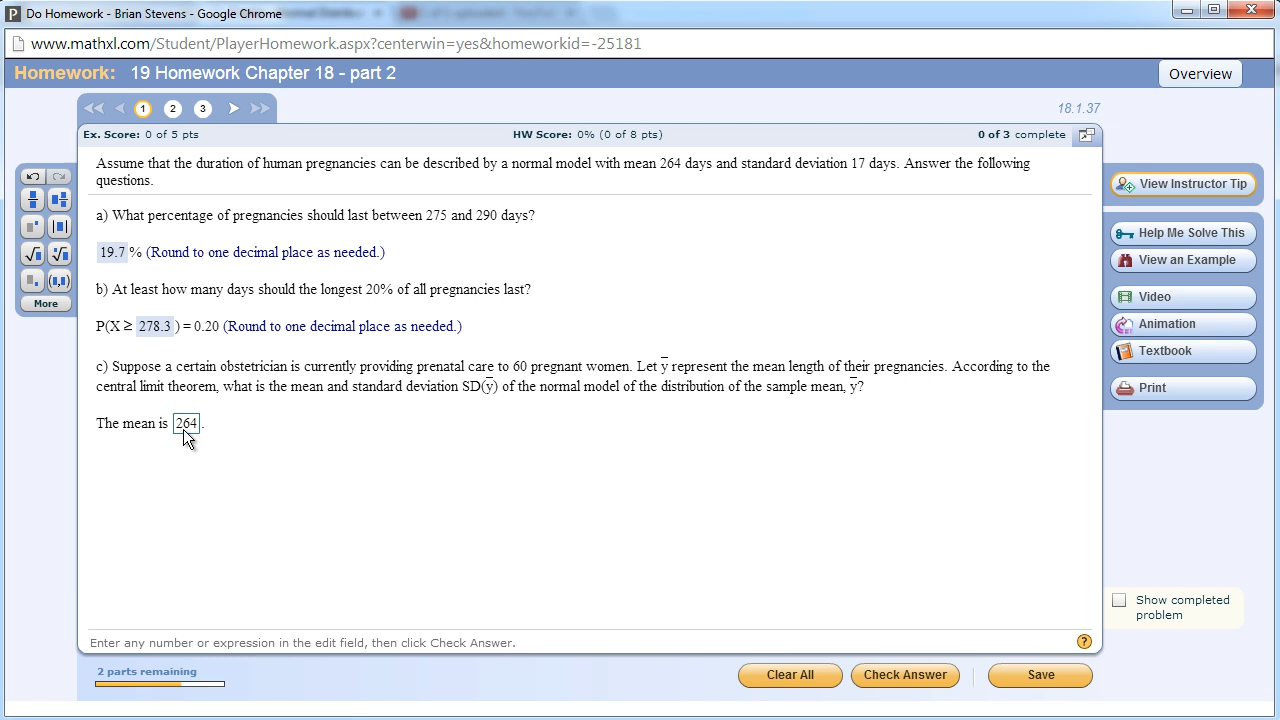 Do Homework - Brian Stevens - Google Chrome
www.mathxl.com/Student/PlayerHomework.aspx?centerwin=yes&homeworkid=-25181
Homework: 19 Homework Chapter 18 - part 2
Overview
1 2 3
18.1.37
Ex. Score: 0 of 5 pts
HW Score: 0% (0 of 8 pts)
0 of 3 complete
Assume that the duration of human pregnancies can be described by a normal model with mean 264 days and standard deviation 17 days. Answer the following
questions.
a) What percentage of pregnancies should last between 275 and 290 days?
19.7 % (Round to one decimal place as needed.)
b) At least how many days should the longest 20% of all pregnancies last?
P(X ≥ 278.3 ) = 0.20 (Round to one decimal place as needed.)
c) Suppose a certain obstetrician is currently providing prenatal care to 60 pregnant women. Let y̅ represent the mean length of their pregnancies. According to the
central limit theorem, what is the mean and standard deviation SD(y̅) of the normal model of the distribution of the sample mean, y̅?
The mean is 264.
More
View Instructor Tip
Help Me Solve This
View an Example
Video
Animation
Textbook
Print
Show completed
problem
Enter any number or expression in the edit field, then click Check Answer.
?
2 parts remaining
Clear All
Check Answer
Save